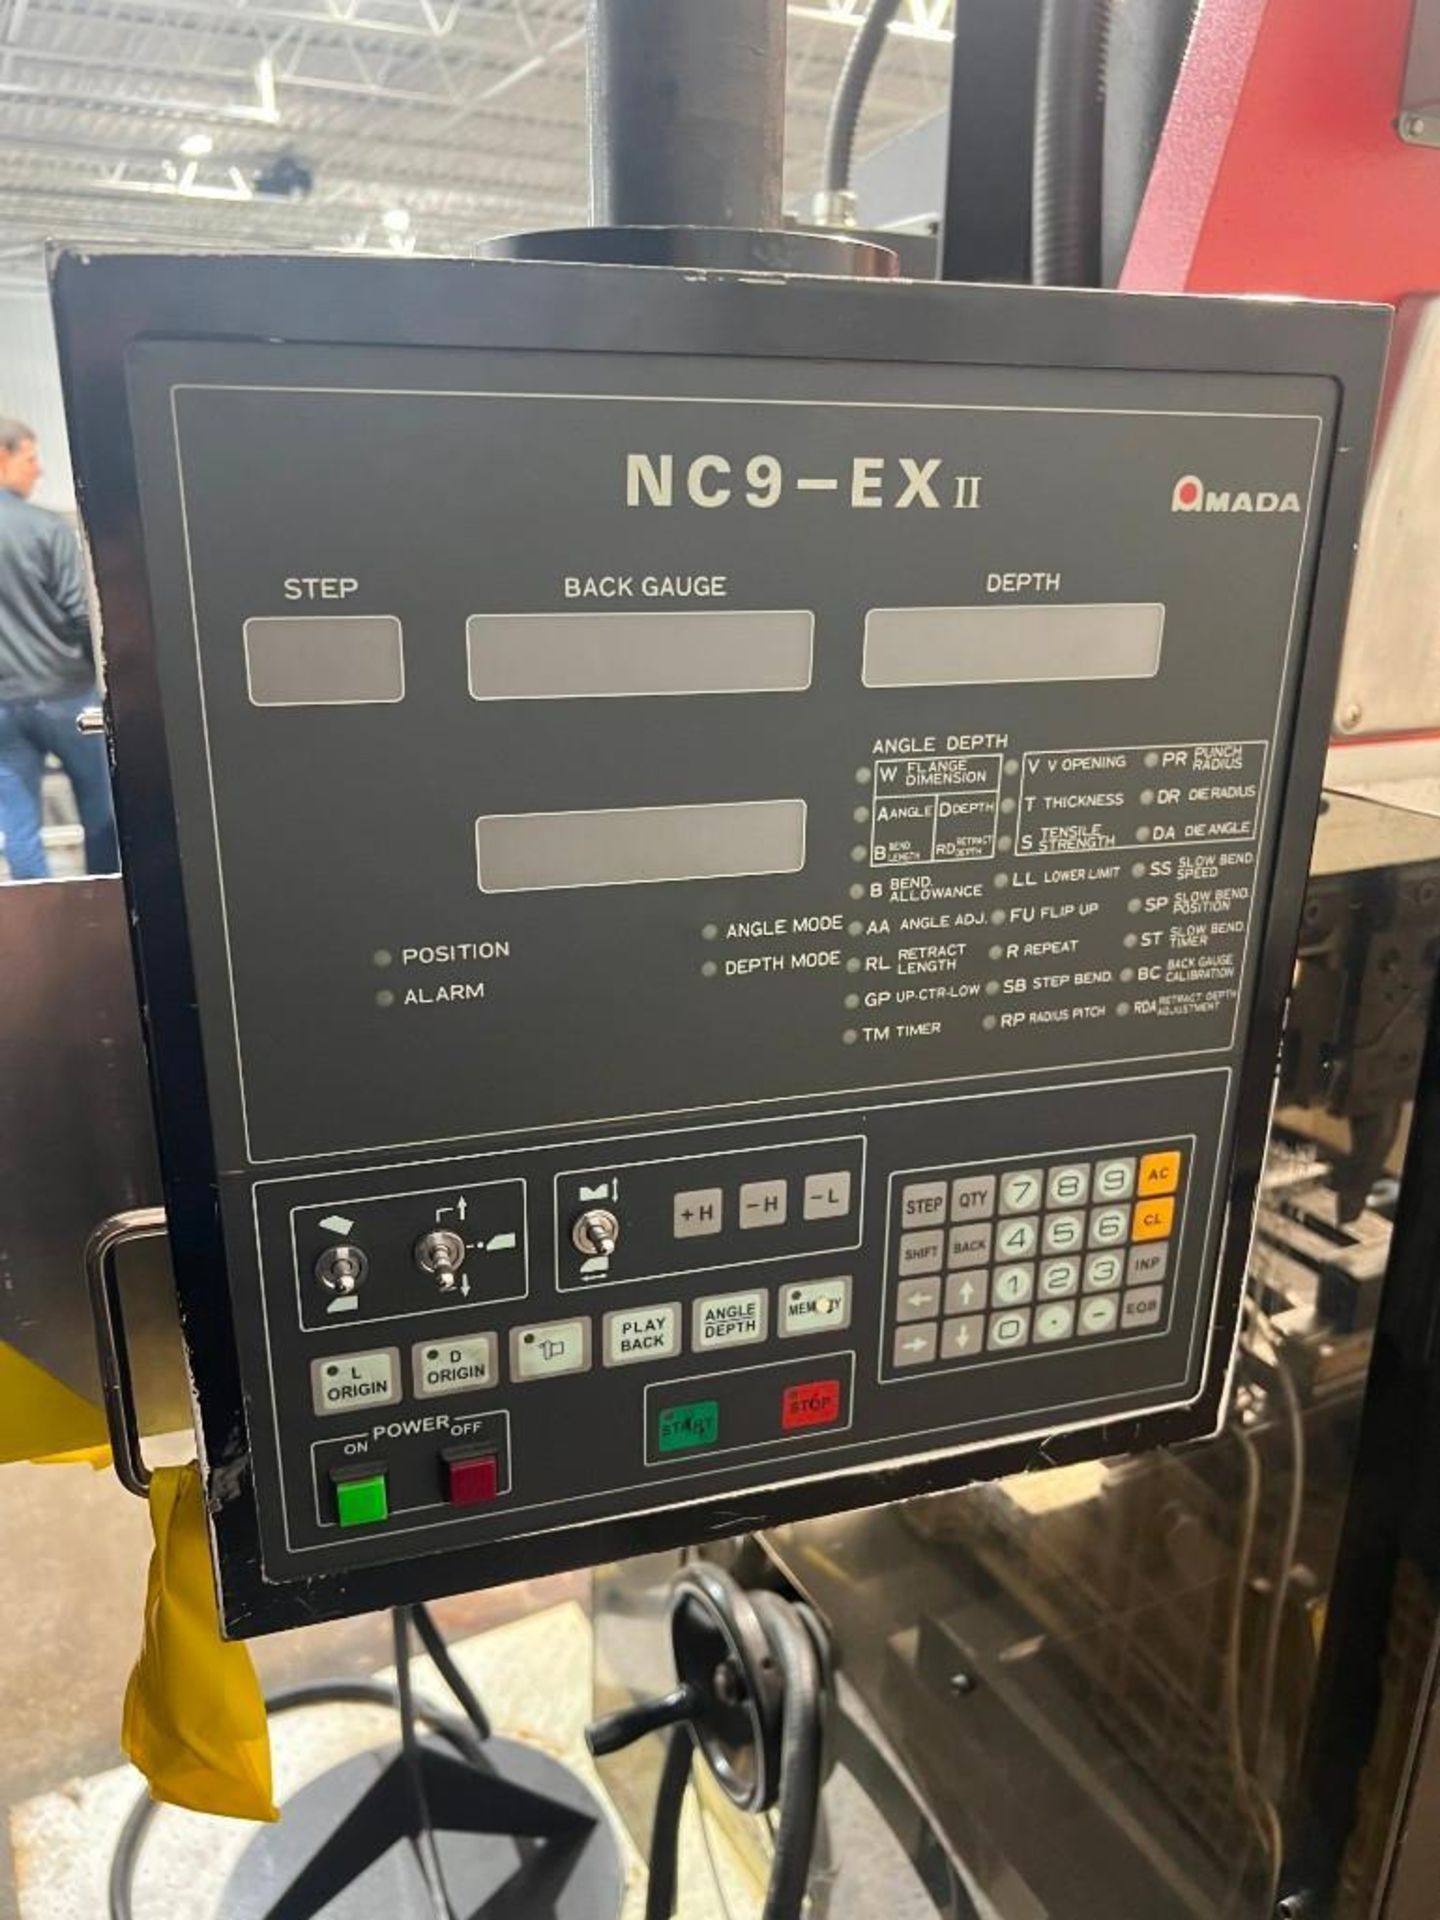 NC9-EX II
AMADA
STEP
BACK GAUGE
DEPTH
ANGLE DEPTH
W FLANGE DIMENSION
V V OPENING
PR PUNCH RADIUS
A ANGLE
D DEPTH
T THICKNESS
DR DIE RADIUS
B BEND LENGTH
RD RETRACT DEPTH
S TENSILE STRENGTH
DA DIE ANGLE
B BEND. ALLOWANCE
LL LOWER LIMIT
SS SLOW BEND. SPEED
ANGLE MODE
AA ANGLE ADJ.
FU FLIP UP
SP SLOW BEND. POSITION
POSITION
DEPTH MODE
RL RETRACT LENGTH
R REPEAT
ST SLOW BEND. TIMER
ALARM
GP UP-CTR-LOW
SB STEP BEND.
BC BACK GAUGE CALIBRATION
TM TIMER
RP RADIUS PITCH
RDA RETRACT DEPTH ADJUSTMENT
+H
-H
-L
STEP
QTY
7
8
9
AC
SHIFT
BACK
4
5
6
CL
←
↑
1
2
3
INP
→
↓
0
·
-
EOB
L ORIGIN
D ORIGIN
PLAY BACK
ANGLE DEPTH
MEMORY
POWER
ON
OFF
START
STOP